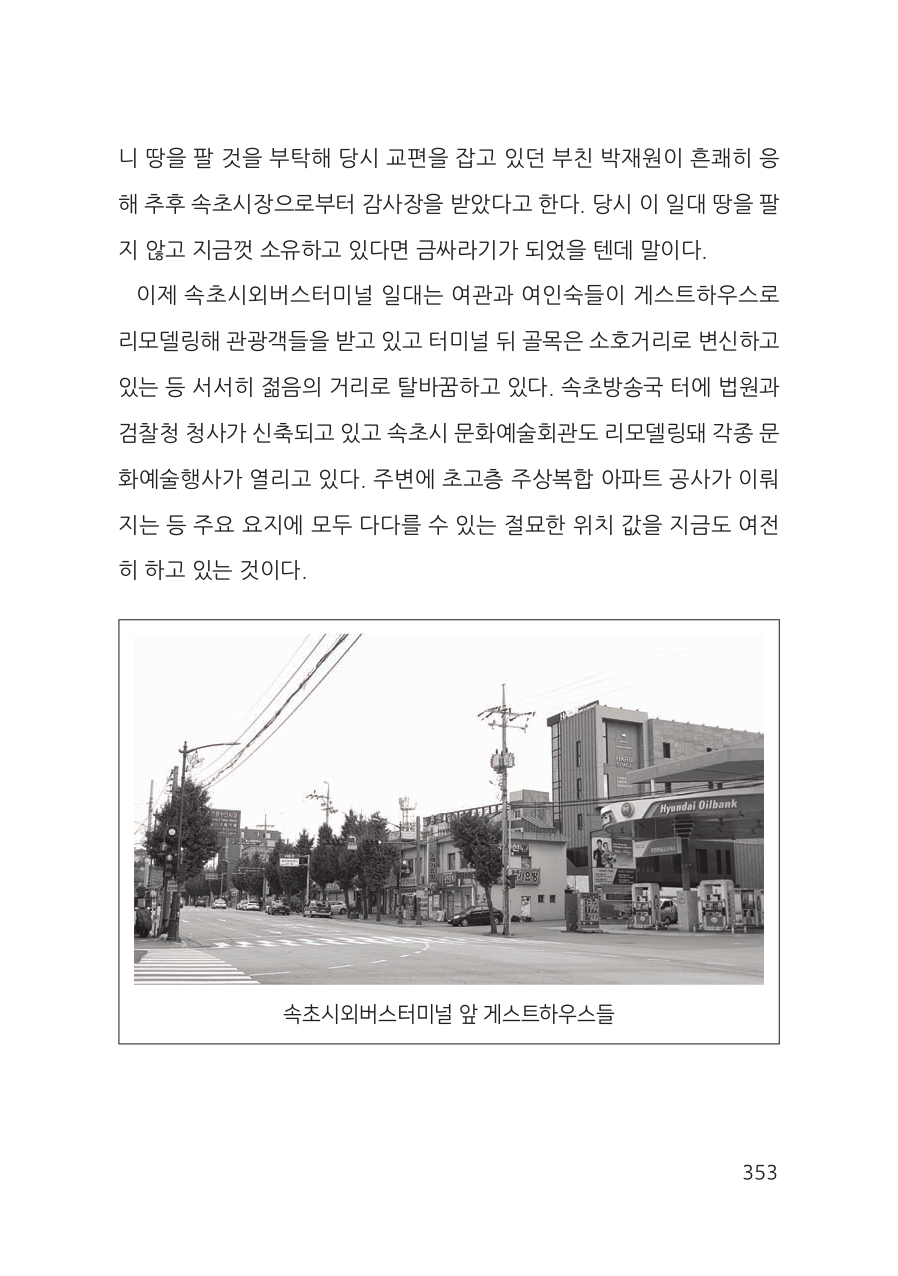 니 땅을 팔 것을 부탁해 당시 교편을 잡고 있던 부친 박재원이 흔쾌히 응
해 추후 속초시장으로부터 감사장을 받았다고 한다. 당시 이 일대 땅을 팔
지 않고 지금껏 소유하고 있다면 금싸라기가 되었을 텐데 말이다.
이제 속초시외버스터미널 일대는 여관과 여인숙들이 게스트하우스로
리모델링해 관광객들을 받고 있고 터미널 뒤 골목은 소호거리로 변신하고
있는 등 서서히 젊음의 거리로 탈바꿈하고 있다. 속초방송국 터에 법원과
검찰청 청사가 신축되고 있고 속초시 문화예술회관도 리모델링돼 각종 문
화예술행사가 열리고 있다. 주변에 초고층 주상복합 아파트 공사가 이뤄
지는 등 주요 요지에 모두 다다를 수 있는 절묘한 위치 값을 지금도 여전
히 하고 있는 것이다.
Hyundai Oilbank
속초시외버스터미널 앞 게스트하우스들
353